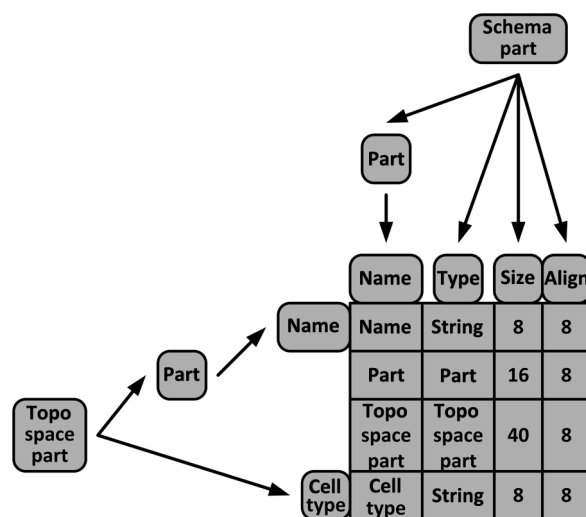 Schema
part
Part
Name Type Size Align
Name Name String 8 8
Part Part Part 16 8
Topo
space
part
Topo
space
part
Topo
space
part
40 8
Cell
type
Cell
type
String 8 8